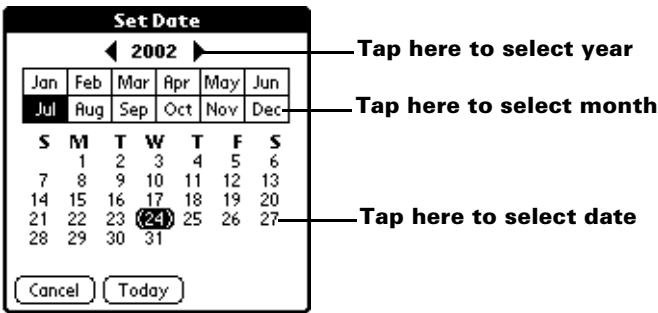 Set Date
2002 Tap here to select year
Jan Feb Mar Apr May Jun
Jul Aug Sep Oct Nov Dec Tap here to select month
S M T W T F S
1 2 3 4 5 6
7 8 9 10 11 12 13
14 15 16 17 18 19 20
21 22 23 24 25 26 27 Tap here to select date
28 29 30 31
Cancel Today